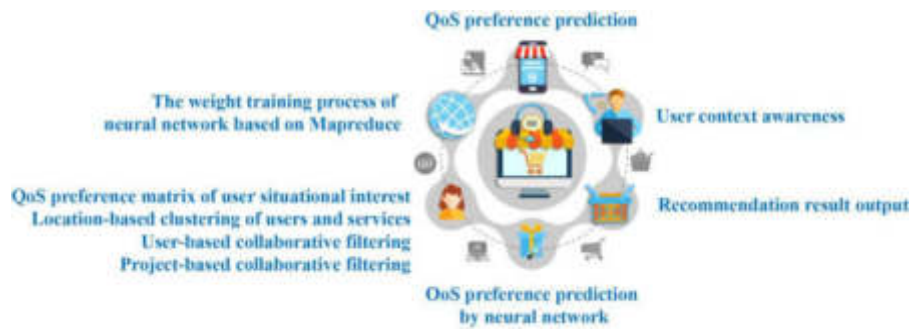 QoS preference prediction
The weight training process of
neural network based on Mapreduce
User context awareness
QoS preference matrix of user situational interest
Location-based clustering of users and services
User-based collaborative filtering
Project-based collaborative filtering
Recommendation result output
OoS preference prediction
by neural network